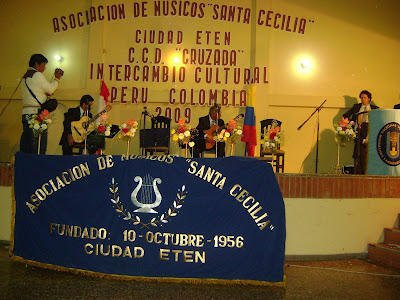 ASOCIACION DE MUSICOS "SANTA CECILIA"
CIUDAD ETEN
C.C.D. "CRUZADA"
INTERCAMBIO CULTURAL
PERU COLOMBIA
2009
ASOCIACION DE MUSICOS "SANTA CECILIA"
FUNDADO: 10-OCTUBRE-1956
CIUDAD ETEN